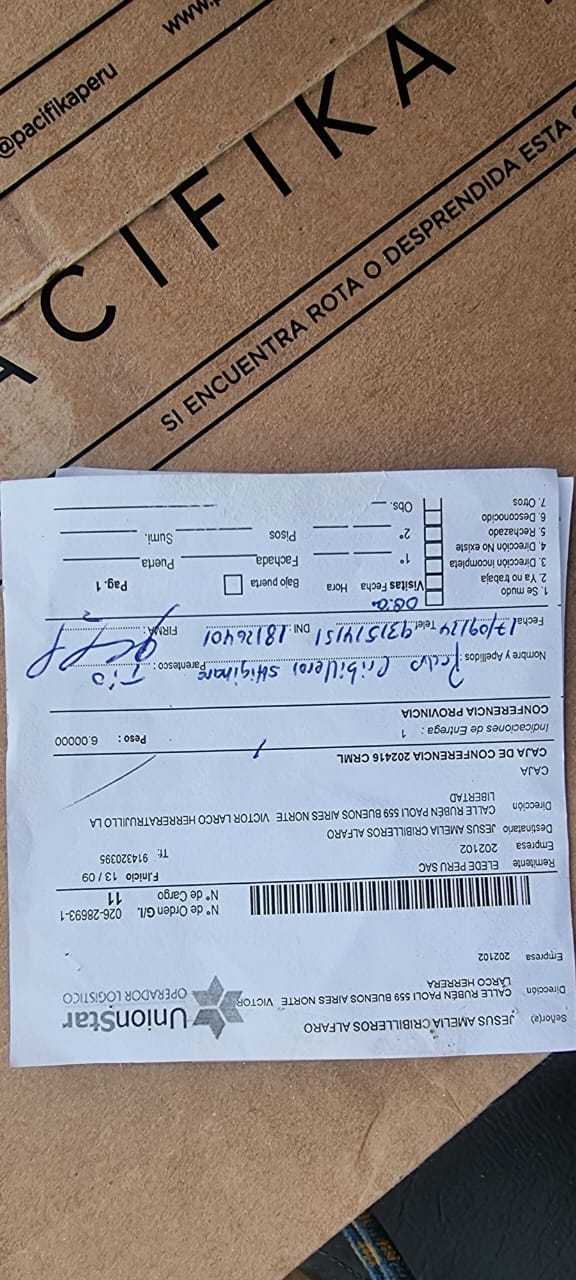 Señor(e) JESUS AMELIA CRIBILLEROS ALFARO
UnionStar
OPERADOR LOGÍSTICO
Dirección CALLE RUBÉN PAOLI 559 BUENOS AIRES NORTE VICTOR
LARCO HERRERA
Empresa 202102
N° de Orden G/I. 026-28693-1
N° de Cargo 11
Remitente ELEDE PERU SAC F.Inicio 13 / 09
Empresa 202102 Tf: 914320395
Destinatario JESUS AMELIA CRIBILLEROS ALFARO
Dirección CALLE RUBÉN PAOLI 559 BUENOS AIRES NORTE VICTOR LARCO HERRERATRUJILLO LA
LIBERTAD
CAJA
CAJA DE CONFERENCIA 202416 CRML
Indicaciones de Entrega : 1 Peso : 6.00000
CONFERENCIA PROVINCIA
Nombre y Apellidos : Pedro Cribilleros Parentesco : Tío
Fecha: 17/09/24 Telef 931514151 DNI 18126401 FIRMA:
1. Se mudo
2. Ya no trabaja
3. Dirección incompleta
4. Dirección No existe
5. Rechazado
6. Desconocido
7. Otros
Visitas Fecha Hora Bajo puerta Pag.1
1° Fachada Puerta
2° Pisos Sumi.
Obs.
SI ENCUENTRA ROTA O DESPRENDIDA ESTA
ACIFIKA
@pacifikaperu
www.